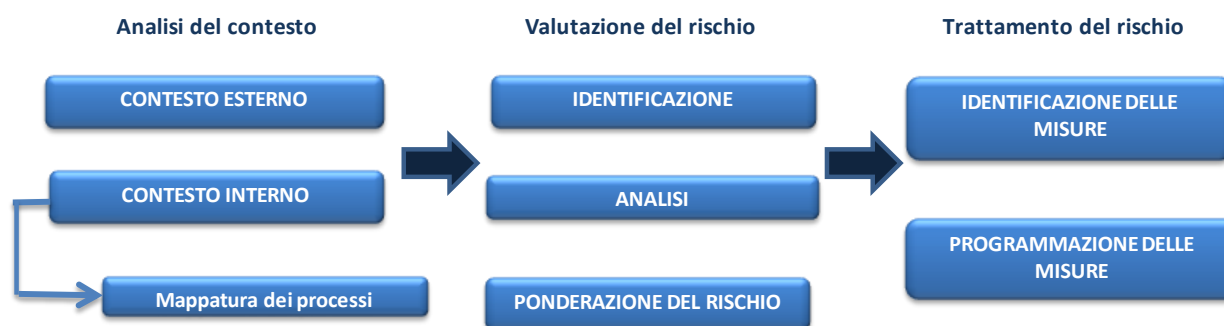 Analisi del contesto
CONTESTO ESTERNO
CONTESTO INTERNO
Mappatura dei processi
Valutazione del rischio
IDENTIFICAZIONE
ANALISI
PONDERAZIONE DEL RISCHIO
Trattamento del rischio
IDENTIFICAZIONE DELLE
MISURE
PROGRAMMAZIONE DELLE
MISURE